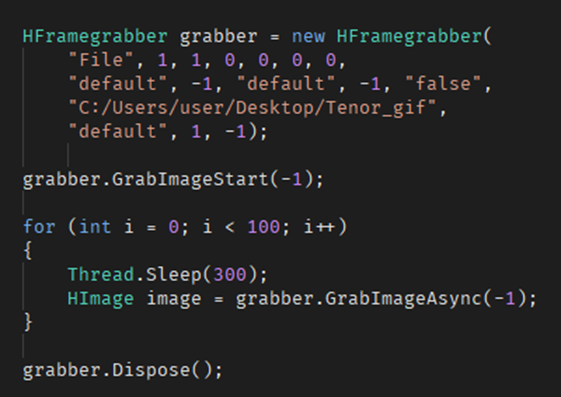 HFramegrabber grabber = new HFramegrabber(
"File", 1, 1, 0, 0, 0, 0,
"default", -1, "default", -1, "false",
"C:/Users/user/Desktop/Tenor_gif",
"default", 1, -1);
grabber.GrabImageStart(-1);
for (int i = 0; i < 100; i++)
{
Thread.Sleep(300);
HImage image = grabber.GrabImageAsync(-1);
}
grabber.Dispose();